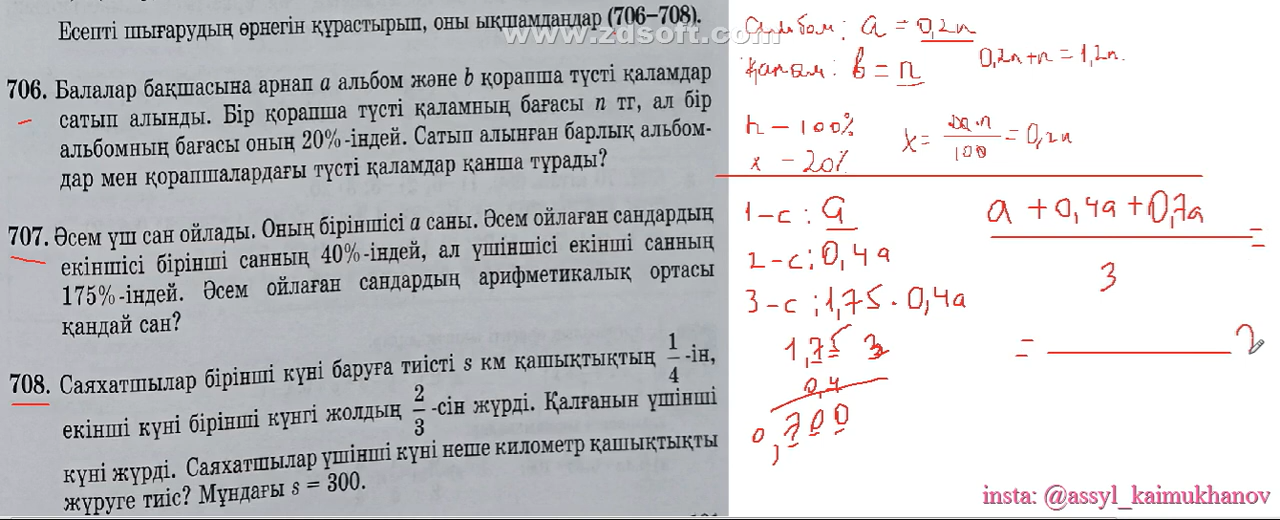 Есепті шығарудың өрнегін құрастырып, оны ықшамдаңдар (706–708).
www.zdsoft.com
706. Балалар бақшасына арнап a альбом және b қорапша түсті қаламдар
сатып алынды. Бір қорапша түсті қаламның бағасы n тг, ал бір
альбомның бағасы оның 20%-індей. Сатып алынған барлық альбом-
дар мен қорапшалардағы түсті қаламдар қанша тұрады?
707. Әсем үш сан ойлады. Оның біріншісі a саны. Әсем ойлаған сандардың
екіншісі бірінші санның 40%-індей, ал үшіншісі екінші санның
175%-індей. Әсем ойлаған сандардың арифметикалық ортасы
қандай сан?
708. Саяхатшылар бірінші күні баруға тиісті s км қашықтықтың 1/4-ін,
екінші күні бірінші күнгі жолдың 2/3-сін жүрді. Қалғанын үшінші
күні жүрді. Саяхатшылар үшінші күні неше километр қашықтықты
жүруге тиіс? Мұндағы s = 300.
альбом: a = 0,2n
қалам: b = n
0,2n+n = 1,2n.
n – 100%
x – 20%
x = 20·n/100 = 0,2n
1-с: a
2-с: 0,4a
3-с: 1,75 · 0,4a
1,75
0,4
0,700
a + 0,4a + 0,7a
3
=
=
insta: @assyl_kaimukhanov